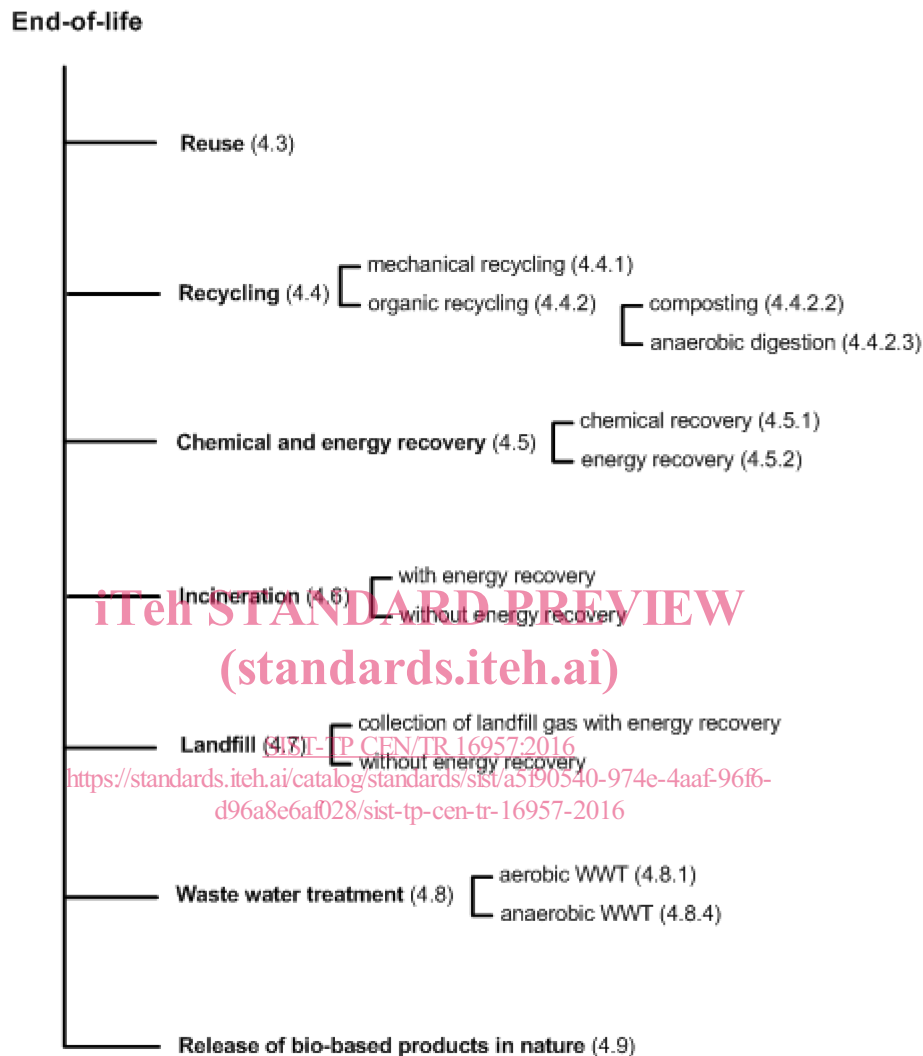 End-of-life
Reuse (4.3)
mechanical recycling (4.4.1)
Recycling (4.4)
organic recycling (4.4.2)
composting (4.4.2.2)
anaerobic digestion (4.4.2.3)
chemical recovery (4.5.1)
Chemical and energy recovery (4.5)
energy recovery (4.5.2)
with energy recovery
Incineration (4.6)
without energy recovery
iTeh STANDARD PREVIEW
(standards.iteh.ai)
collection of landfill gas with energy recovery
Landfill (4.7)
SIST-TP CEN/TR 16957:2016
without energy recovery
https://standards.iteh.ai/catalog/standards/sist/a5f90540-974e-4aaf-96f6-
d96a8e6af028/sist-tp-cen-tr-16957-2016
aerobic WWT (4.8.1)
Waste water treatment (4.8)
anaerobic WWT (4.8.4)
Release of bio-based products in nature (4.9)